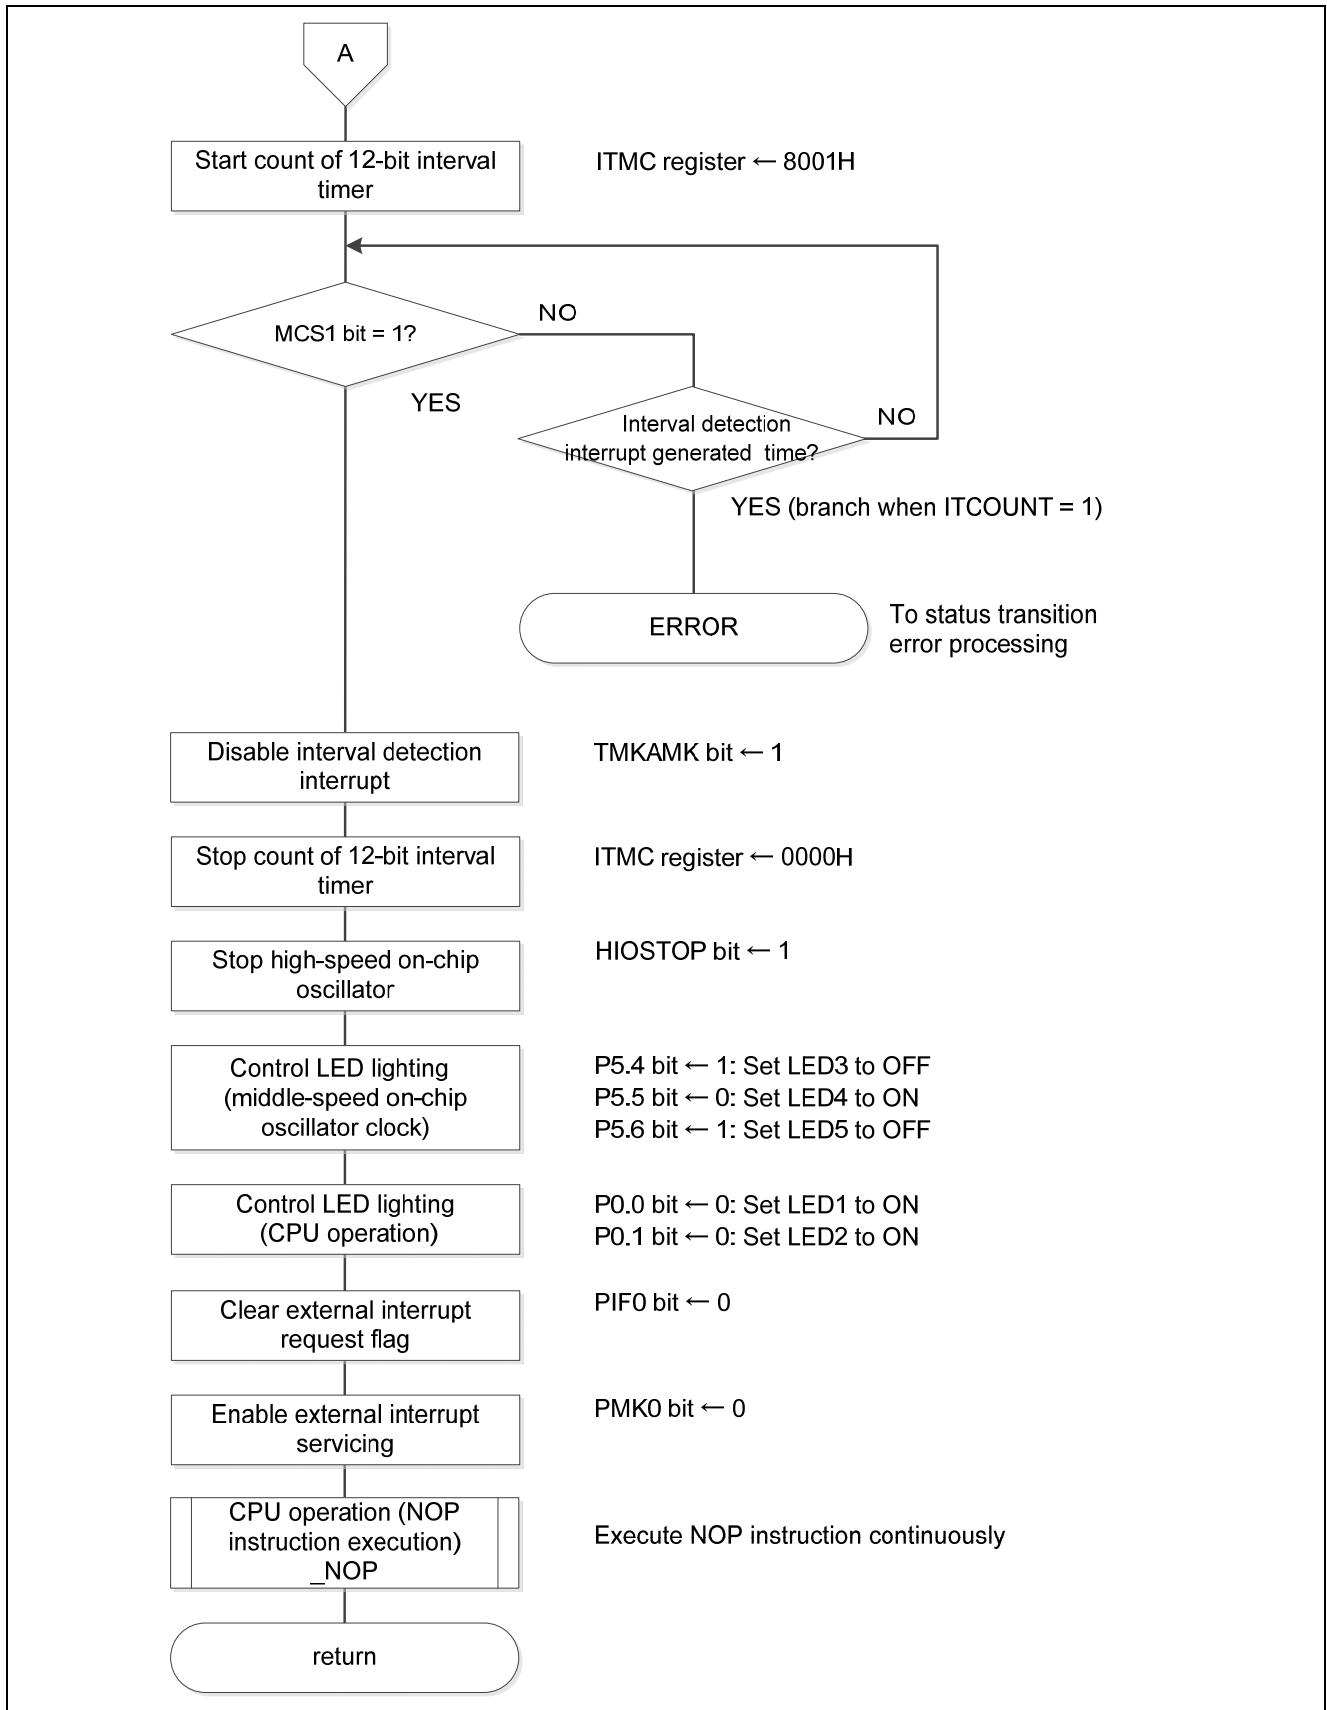 A
Start count of 12-bit interval
timer
ITMC register ← 8001H
MCS1 bit = 1?
NO
YES
Interval detection
interrupt generated  time?
NO
YES (branch when ITCOUNT = 1)
ERROR
To status transition
error processing
Disable interval detection
interrupt
TMKAMK bit ← 1
Stop count of 12-bit interval
timer
ITMC register ← 0000H
Stop high-speed on-chip
oscillator
HIOSTOP bit ← 1
Control LED lighting
(middle-speed on-chip
oscillator clock)
P5.4 bit ← 1: Set LED3 to OFF
P5.5 bit ← 0: Set LED4 to ON
P5.6 bit ← 1: Set LED5 to OFF
Control LED lighting
(CPU operation)
P0.0 bit ← 0: Set LED1 to ON
P0.1 bit ← 0: Set LED2 to ON
Clear external interrupt
request flag
PIF0 bit ← 0
Enable external interrupt
servicing
PMK0 bit ← 0
CPU operation (NOP
instruction execution)
_NOP
Execute NOP instruction continuously
return